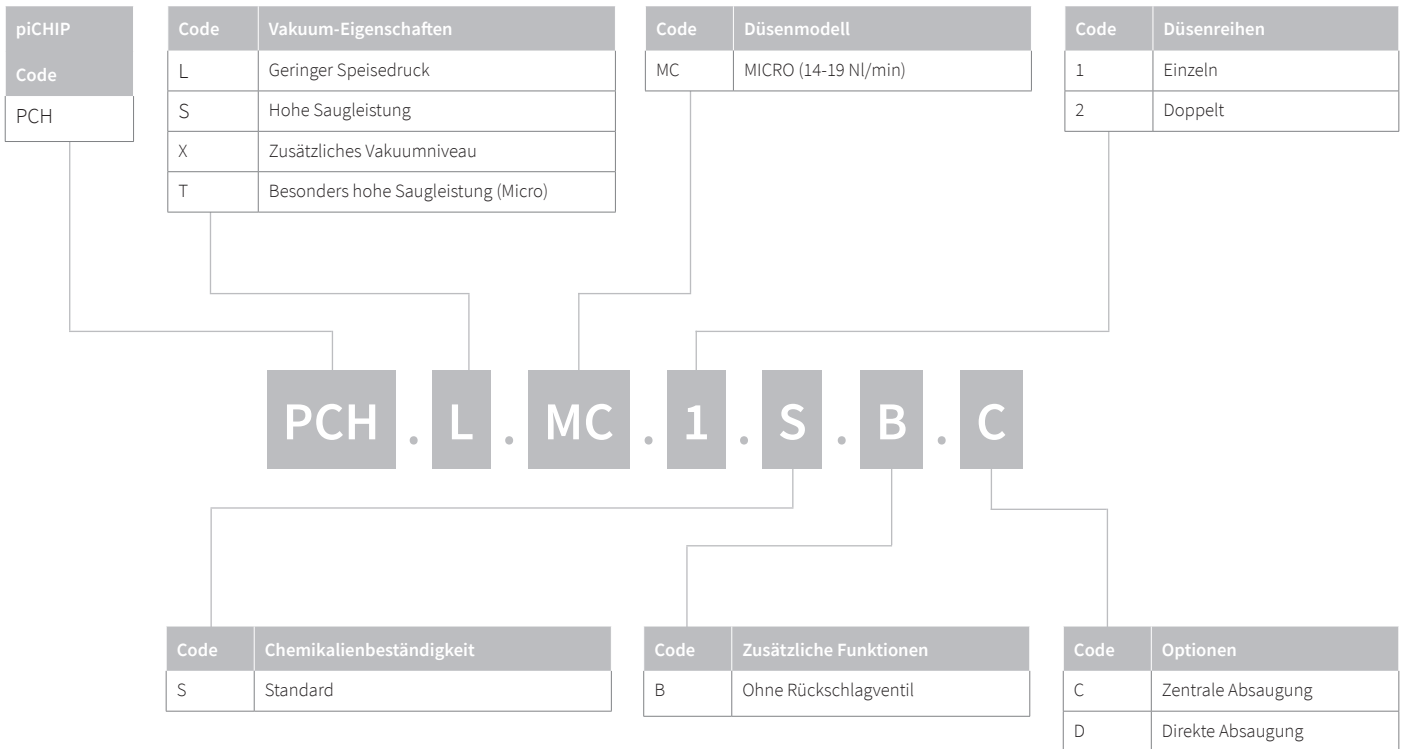 piCHIP
Code
PCH
Code Vakuum-Eigenschaften
L Geringer Speisedruck
S Hohe Saugleistung
X Zusätzliches Vakuumniveau
T Besonders hohe Saugleistung (Micro)
Code Düsenmodell
MC MICRO (14-19 Nl/min)
Code Düsenreihen
1 Einzeln
2 Doppelt
PCH . L . MC . 1 . S . B . C
Code Chemikalienbeständigkeit
S Standard
Code Zusätzliche Funktionen
B Ohne Rückschlagventil
Code Optionen
C Zentrale Absaugung
D Direkte Absaugung